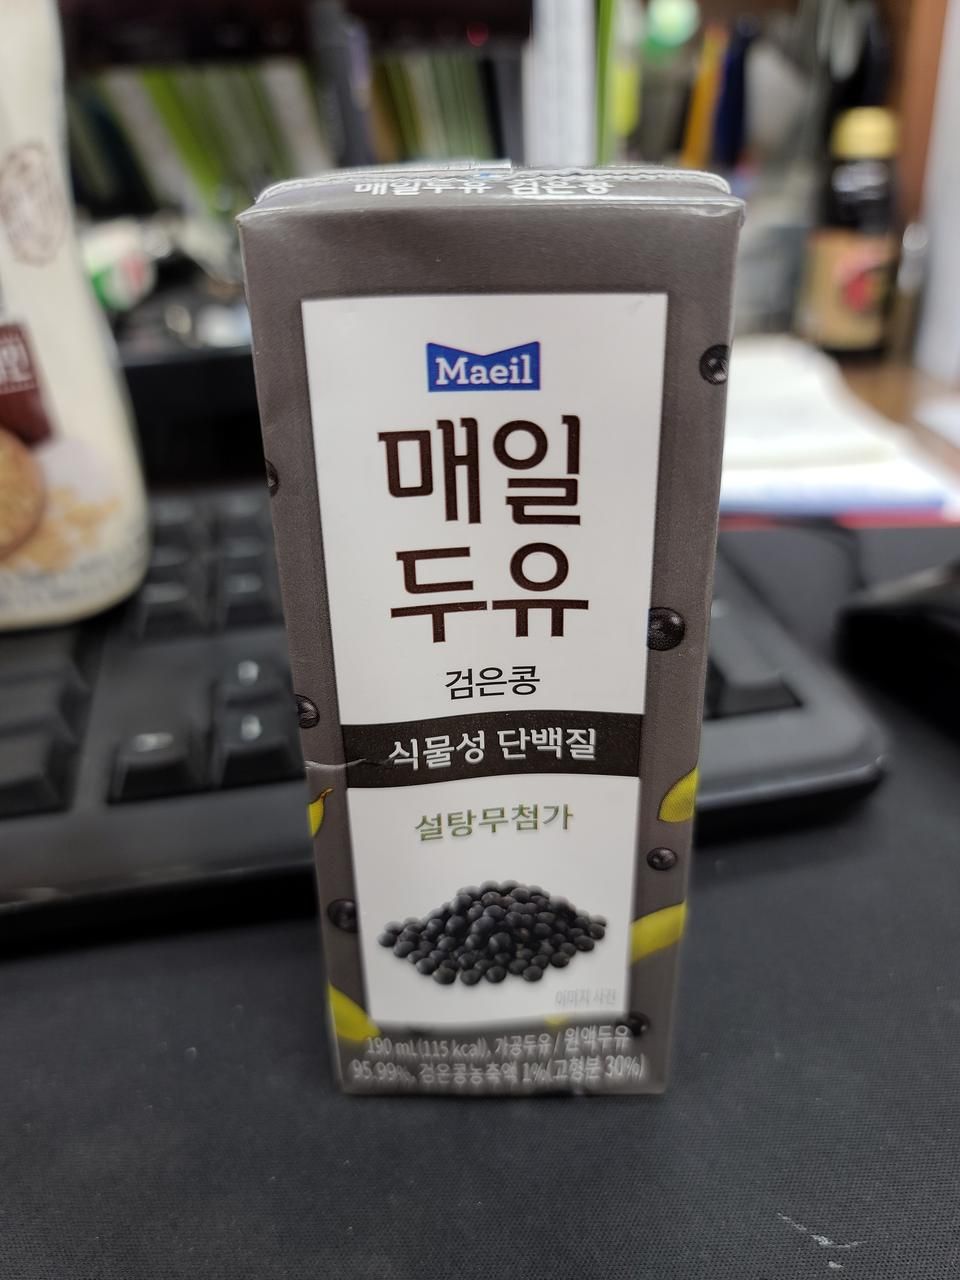 매일두유 검은콩
Maeil
매일
두유
검은콩
식물성 단백질
설탕무첨가
이미지 사진
190 mL(115 kcal), 가공두유 / 원액두유
95.99%, 검은콩농축액 1%(고형분 30%)